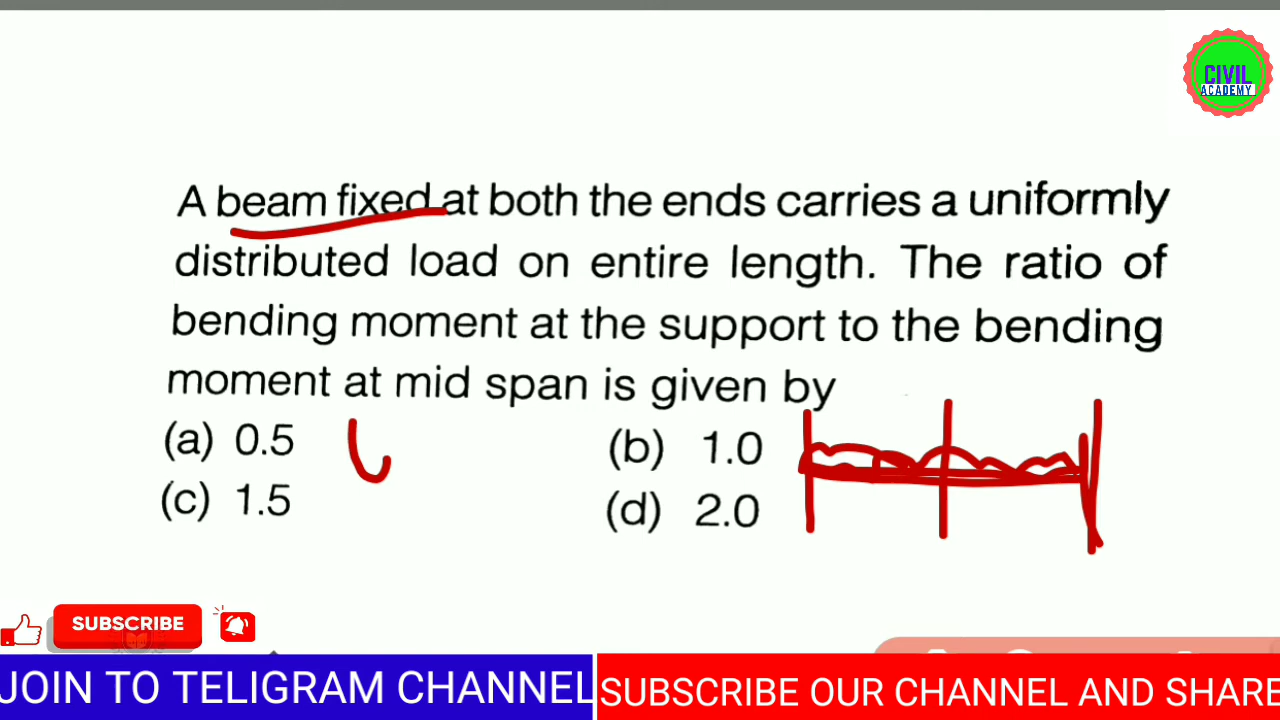 CIVIL
ACADEMY
A beam fixed at both the ends carries a uniformly
distributed load on entire length. The ratio of
bending moment at the support to the bending
moment at mid span is given by
(a) 0.5 (b) 1.0
(c) 1.5 (d) 2.0
SUBSCRIBE
JOIN TO TELIGRAM CHANNEL SUBSCRIBE OUR CHANNEL AND SHARE